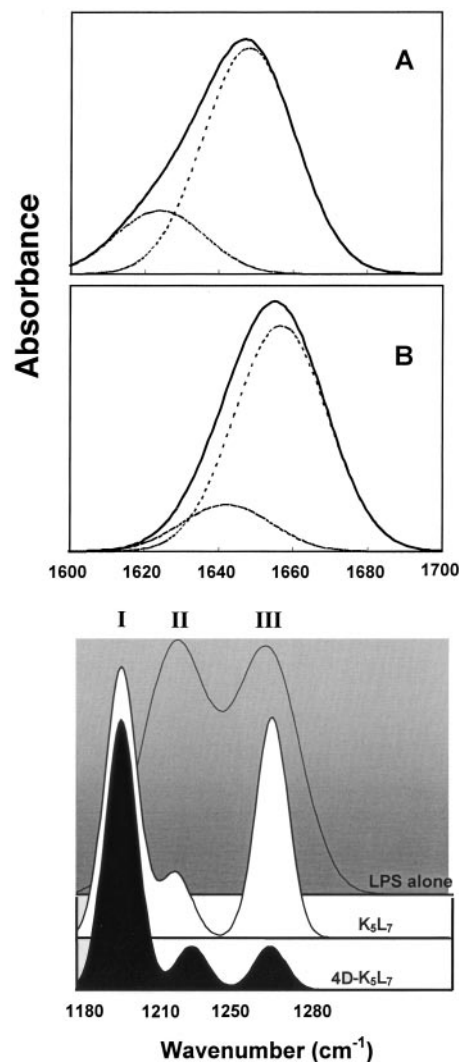 A
Absorbance
B
1600 1620 1640 1660 1680 1700
I II III
LPS alone
K₅L₇
4D-K₅L₇
1180 1210 1250 1280
Wavenumber (cm⁻¹)